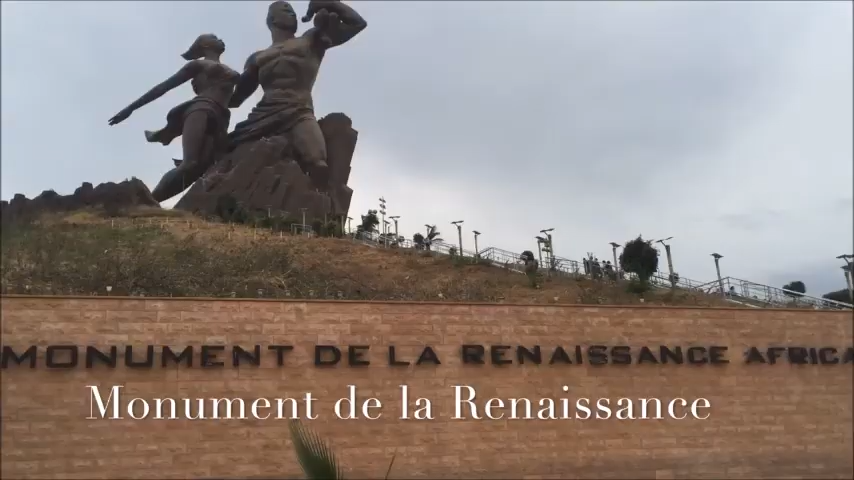 MONUMENT DE LA RENAISSANCE AFRICA
Monument de la Renaissance